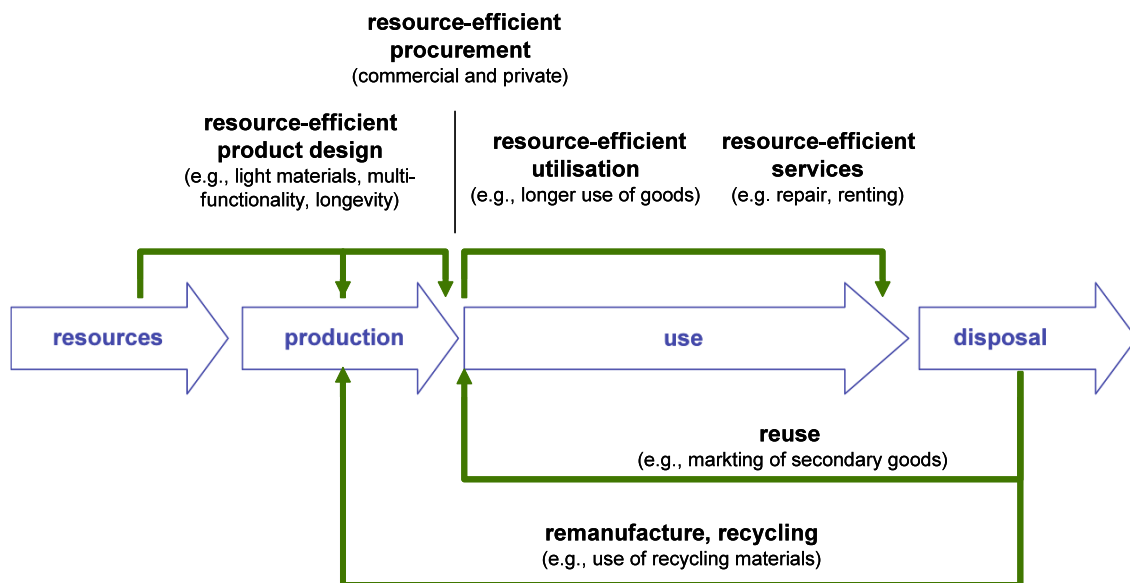 resource-efficient
procurement
(commercial and private)
resource-efficient
product design
(e.g., light materials, multi-
functionality, longevity)
resource-efficient
utilisation
(e.g., longer use of goods)
resource-efficient
services
(e.g. repair, renting)
resources
production
use
disposal
reuse
(e.g., markting of secondary goods)
remanufacture, recycling
(e.g., use of recycling materials)